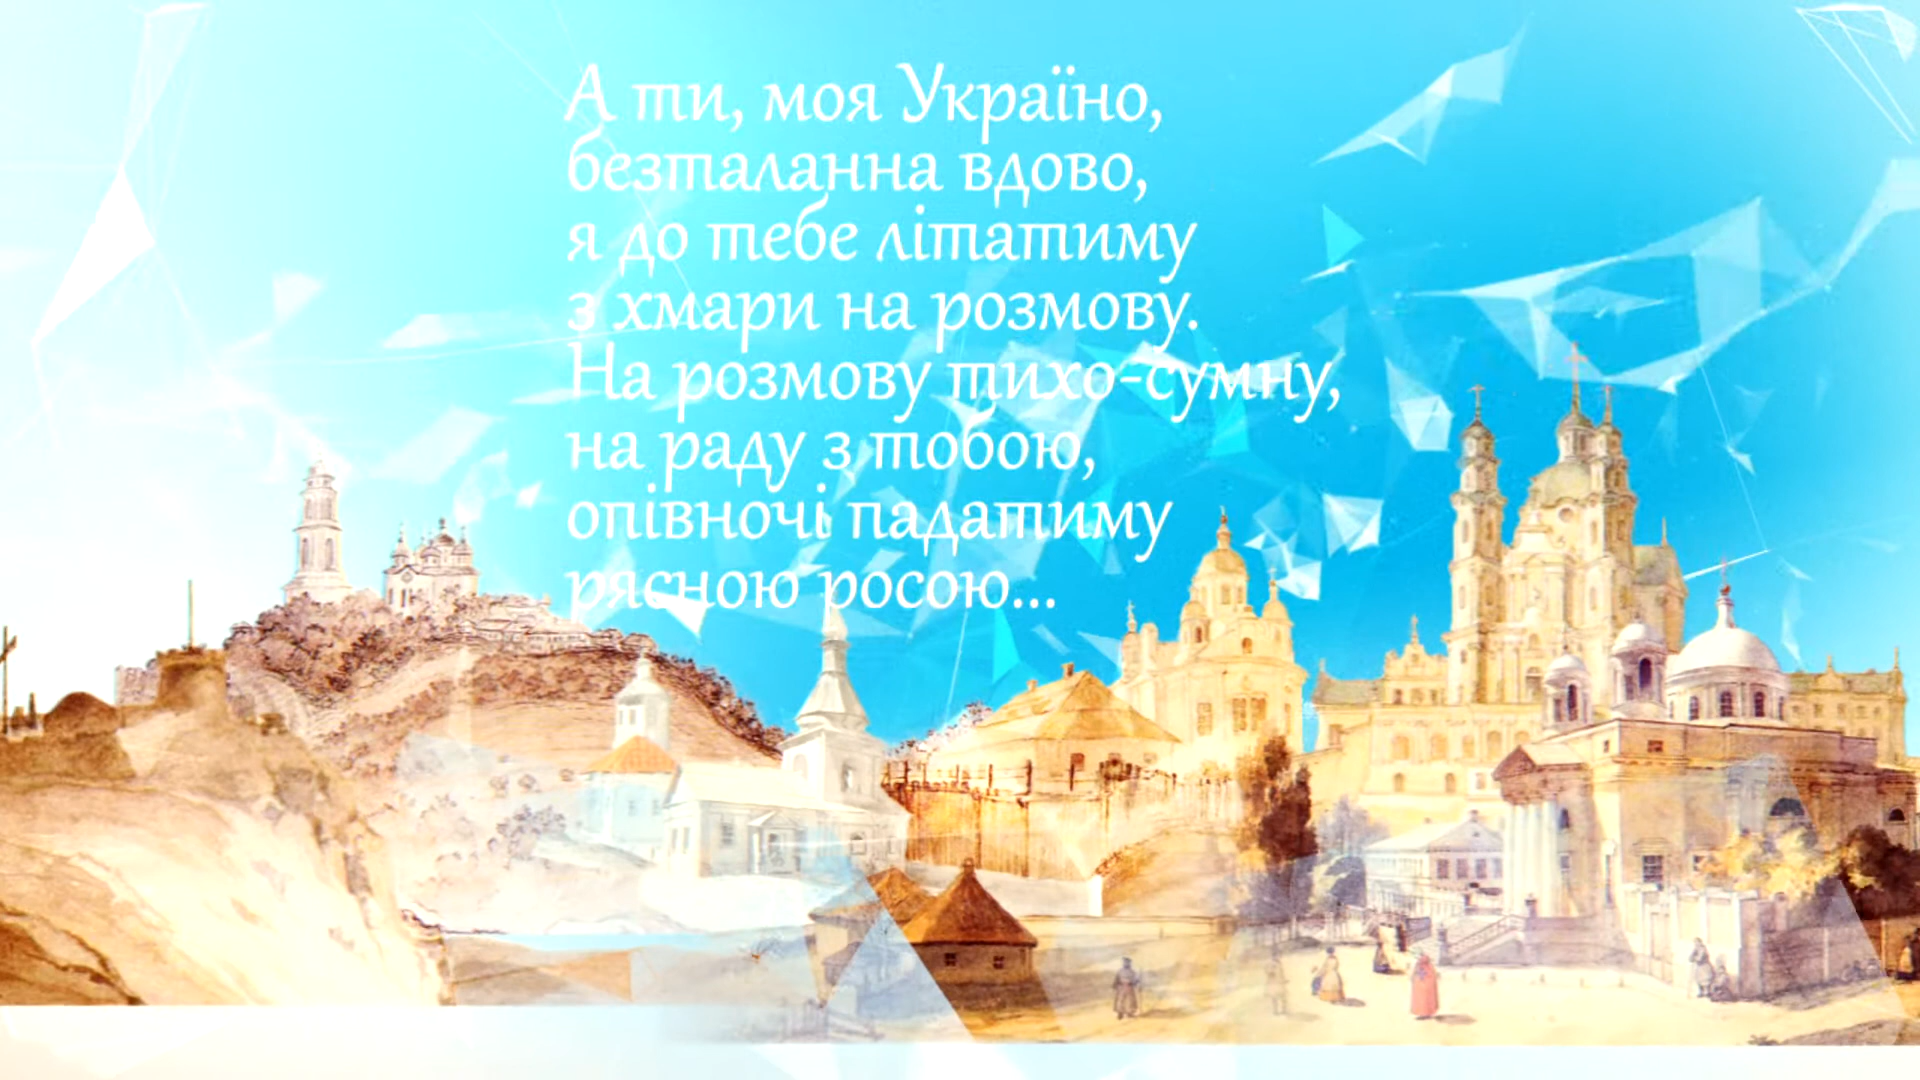 А ти, моя Україно,
безталанна вдово,
я до тебе літатиму
з хмари на розмову.
На розмову тихо-сумну,
на раду з тобою,
опівночі падатиму
рясною росою...